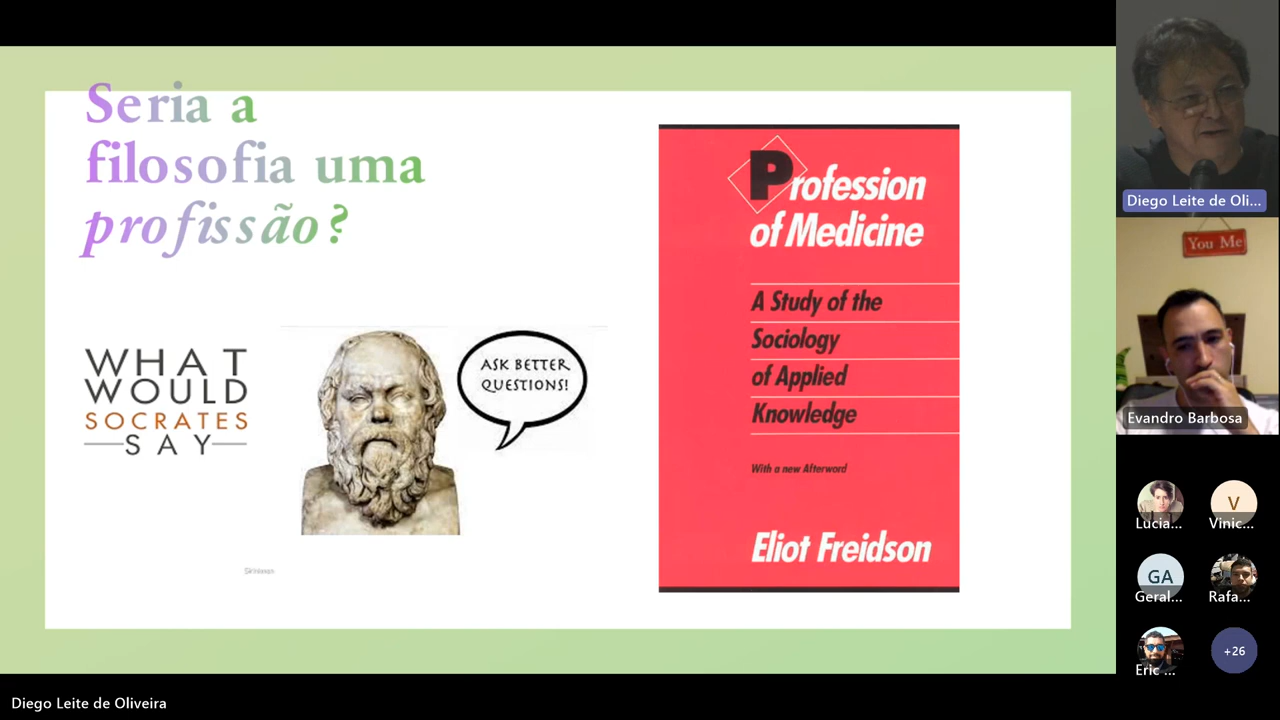 Seria a
filosofia uma
profissão?
WHAT
WOULD
SOCRATES
SAY
ASK BETTER
QUESTIONS!
Profession
of Medicine
A Study of the
Sociology
of Applied
Knowledge
With a new Afterword
Eliot Freidson
Diego Leite de Oli...
You Me
Evandro Barbosa
Lucia...
V
Vinic...
GA
Geral...
Rafa...
Eric ...
+26
Diego Leite de Oliveira